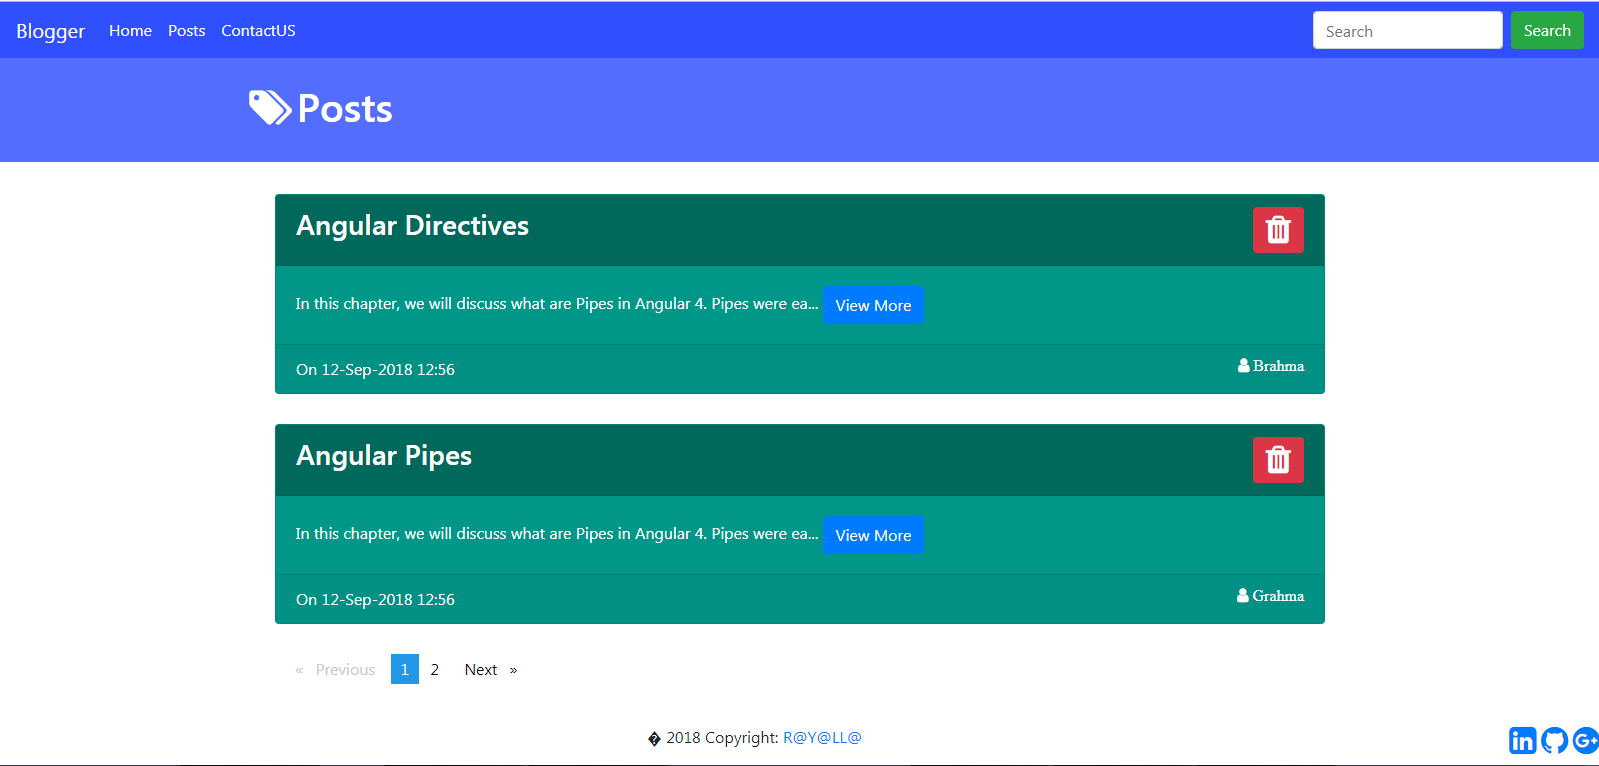 Blogger Home Posts ContactUS Search Search
Posts
Angular Directives
In this chapter, we will discuss what are Pipes in Angular 4. Pipes were ea... View More
On 12-Sep-2018 12:56 Brahma
Angular Pipes
In this chapter, we will discuss what are Pipes in Angular 4. Pipes were ea... View More
On 12-Sep-2018 12:56 Grahma
« Previous 1 2 Next »
� 2018 Copyright: R@Y@LL@ in G+